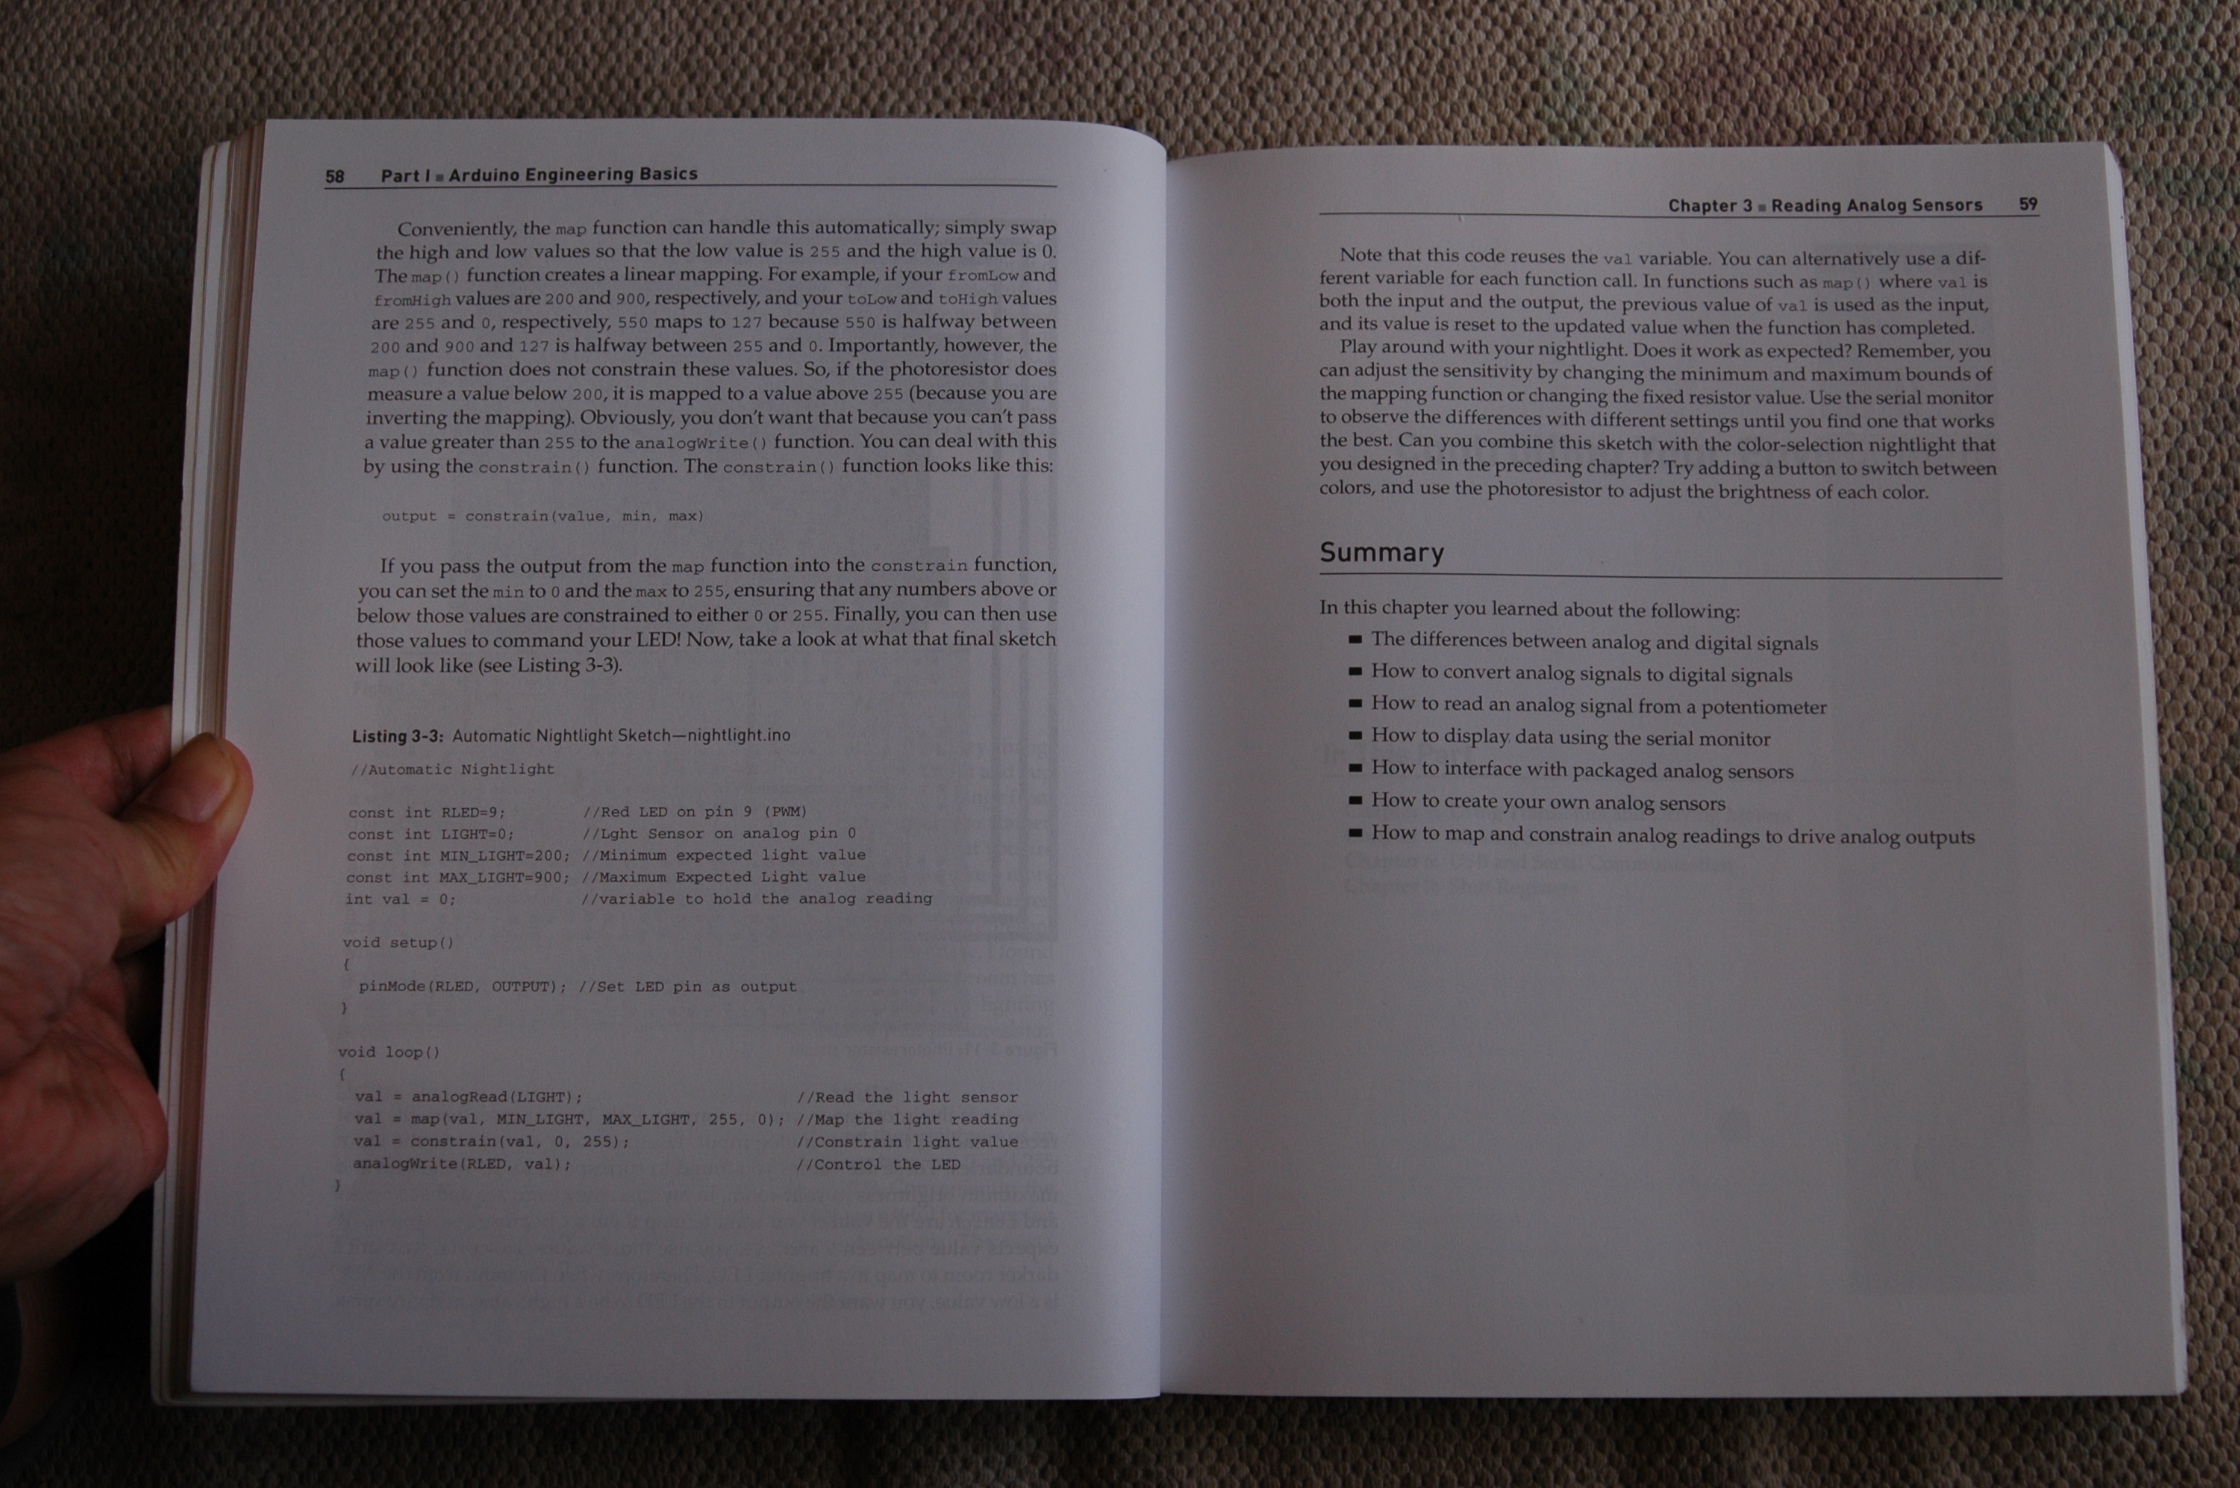 58 Part I ■ Arduino Engineering Basics
Conveniently, the map function can handle this automatically; simply swap
the high and low values so that the low value is 255 and the high value is 0.
The map() function creates a linear mapping. For example, if your fromLow and
fromHigh values are 200 and 900, respectively, and your toLow and toHigh values
are 255 and 0, respectively, 550 maps to 127 because 550 is halfway between
200 and 900 and 127 is halfway between 255 and 0. Importantly, however, the
map() function does not constrain these values. So, if the photoresistor does
measure a value below 200, it is mapped to a value above 255 (because you are
inverting the mapping). Obviously, you don't want that because you can't pass
a value greater than 255 to the analogWrite() function. You can deal with this
by using the constrain() function. The constrain() function looks like this:
output = constrain(value, min, max)
If you pass the output from the map function into the constrain function,
you can set the min to 0 and the max to 255, ensuring that any numbers above or
below those values are constrained to either 0 or 255. Finally, you can then use
those values to command your LED! Now, take a look at what that final sketch
will look like (see Listing 3-3).
Listing 3-3: Automatic Nightlight Sketch—nightlight.ino
//Automatic Nightlight
const int RLED=9; //Red LED on pin 9 (PWM)
const int LIGHT=0; //Lght Sensor on analog pin 0
const int MIN_LIGHT=200; //Minimum expected light value
const int MAX_LIGHT=900; //Maximum Expected Light value
int val = 0; //variable to hold the analog reading
void setup()
{
pinMode(RLED, OUTPUT); //Set LED pin as output
}
void loop()
{
val = analogRead(LIGHT); //Read the light sensor
val = map(val, MIN_LIGHT, MAX_LIGHT, 255, 0); //Map the light reading
val = constrain(val, 0, 255); //Constrain light value
analogWrite(RLED, val); //Control the LED
}
Chapter 3 ■ Reading Analog Sensors 59
Note that this code reuses the val variable. You can alternatively use a dif-
ferent variable for each function call. In functions such as map() where val is
both the input and the output, the previous value of val is used as the input,
and its value is reset to the updated value when the function has completed.
Play around with your nightlight. Does it work as expected? Remember, you
can adjust the sensitivity by changing the minimum and maximum bounds of
the mapping function or changing the fixed resistor value. Use the serial monitor
to observe the differences with different settings until you find one that works
the best. Can you combine this sketch with the color-selection nightlight that
you designed in the preceding chapter? Try adding a button to switch between
colors, and use the photoresistor to adjust the brightness of each color.
Summary
In this chapter you learned about the following:
■ The differences between analog and digital signals
■ How to convert analog signals to digital signals
■ How to read an analog signal from a potentiometer
■ How to display data using the serial monitor
■ How to interface with packaged analog sensors
■ How to create your own analog sensors
■ How to map and constrain analog readings to drive analog outputs